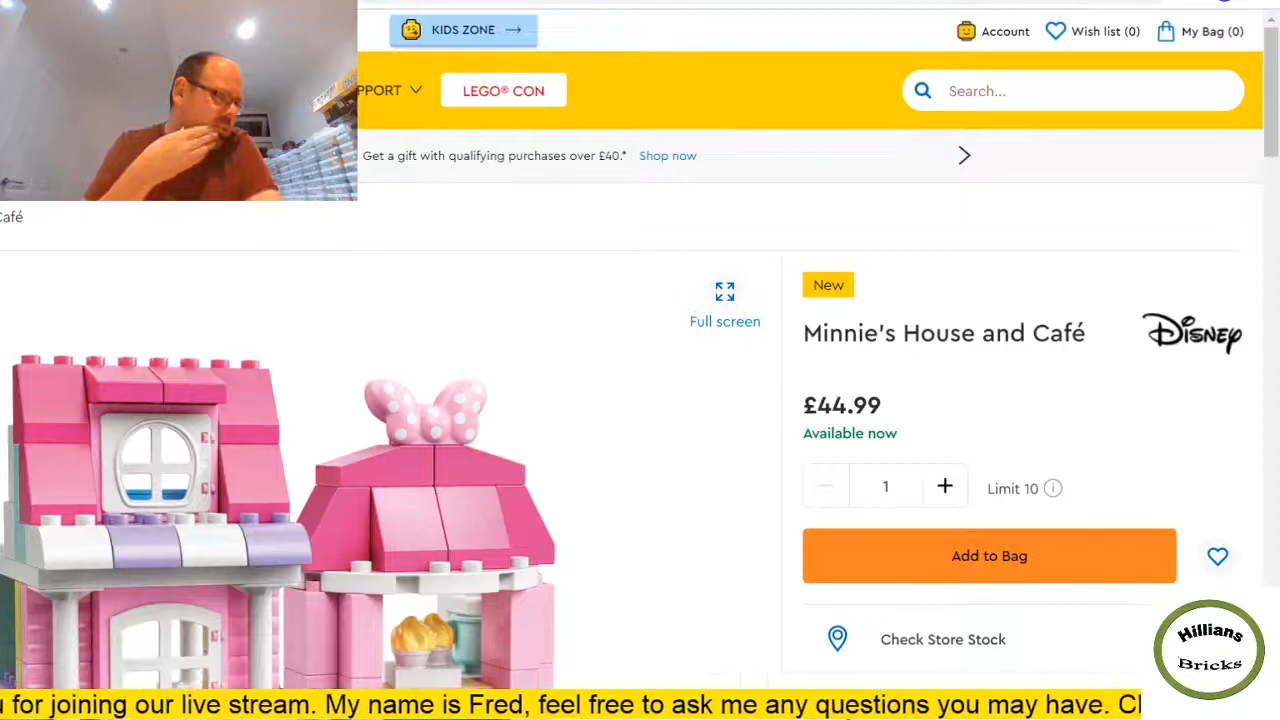 KIDS ZONE
Account
Wish list (0)
My Bag (0)
PPORT
LEGO® CON
Search...
Get a gift with qualifying purchases over £40.* Shop now
Café
New
Full screen
Minnie's House and Café
Disney
£44.99
Available now
1
Limit 10
Add to Bag
Check Store Stock
Hillians
Bricks
for joining our live stream. My name is Fred, feel free to ask me any questions you may have.